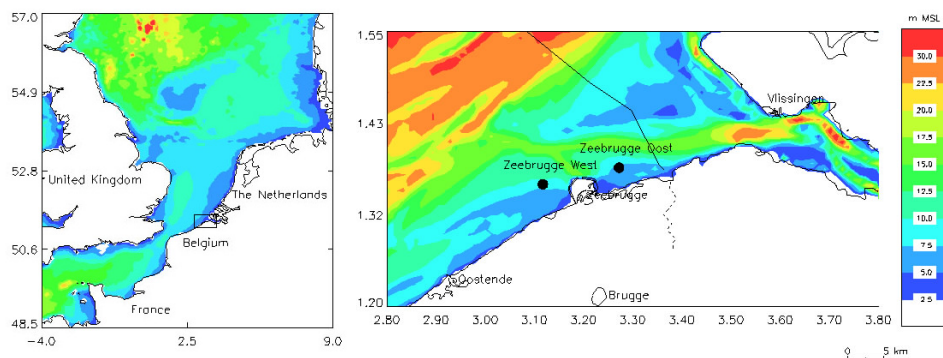 57.0
54.9
52.8
50.6
48.5
-4.0
2.5
9.0
United Kingdom
The Netherlands
Belgium
France
1.55
1.43
1.32
1.20
2.80
2.90
3.00
3.10
3.20
3.30
3.40
3.50
3.60
3.70
3.80
Vlissingen
Zeebrugge Oost
Zeebrugge West
Zeebrugge
Oostende
Brugge
m MSL
30.0
22.5
20.0
17.5
15.0
12.5
10.0
7.5
5.0
2.5
0 5 km